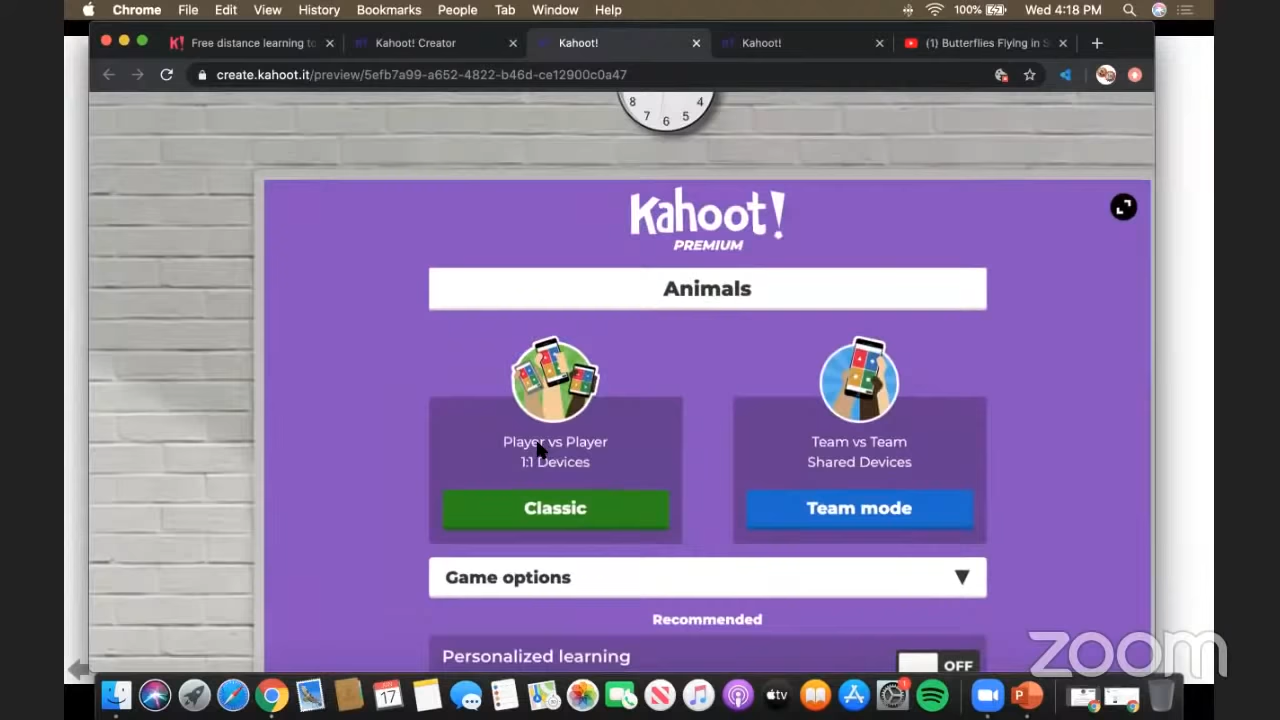 Chrome File Edit View History Bookmarks People Tab Window Help 100% Wed 4:18 PM
K! Free distance learning to Kahoot! Creator Kahoot! Kahoot! (1) Butterflies Flying in S
create.kahoot.it/preview/5efb7a99-a652-4822-b46d-ce12900c0a47
8 7 6 5 4
Kahoot!
PREMIUM
Animals
Player vs Player
1:1 Devices
Classic
Team vs Team
Shared Devices
Team mode
Game options
Recommended
Personalized learning
OFF
zoom
17
tv
1
P